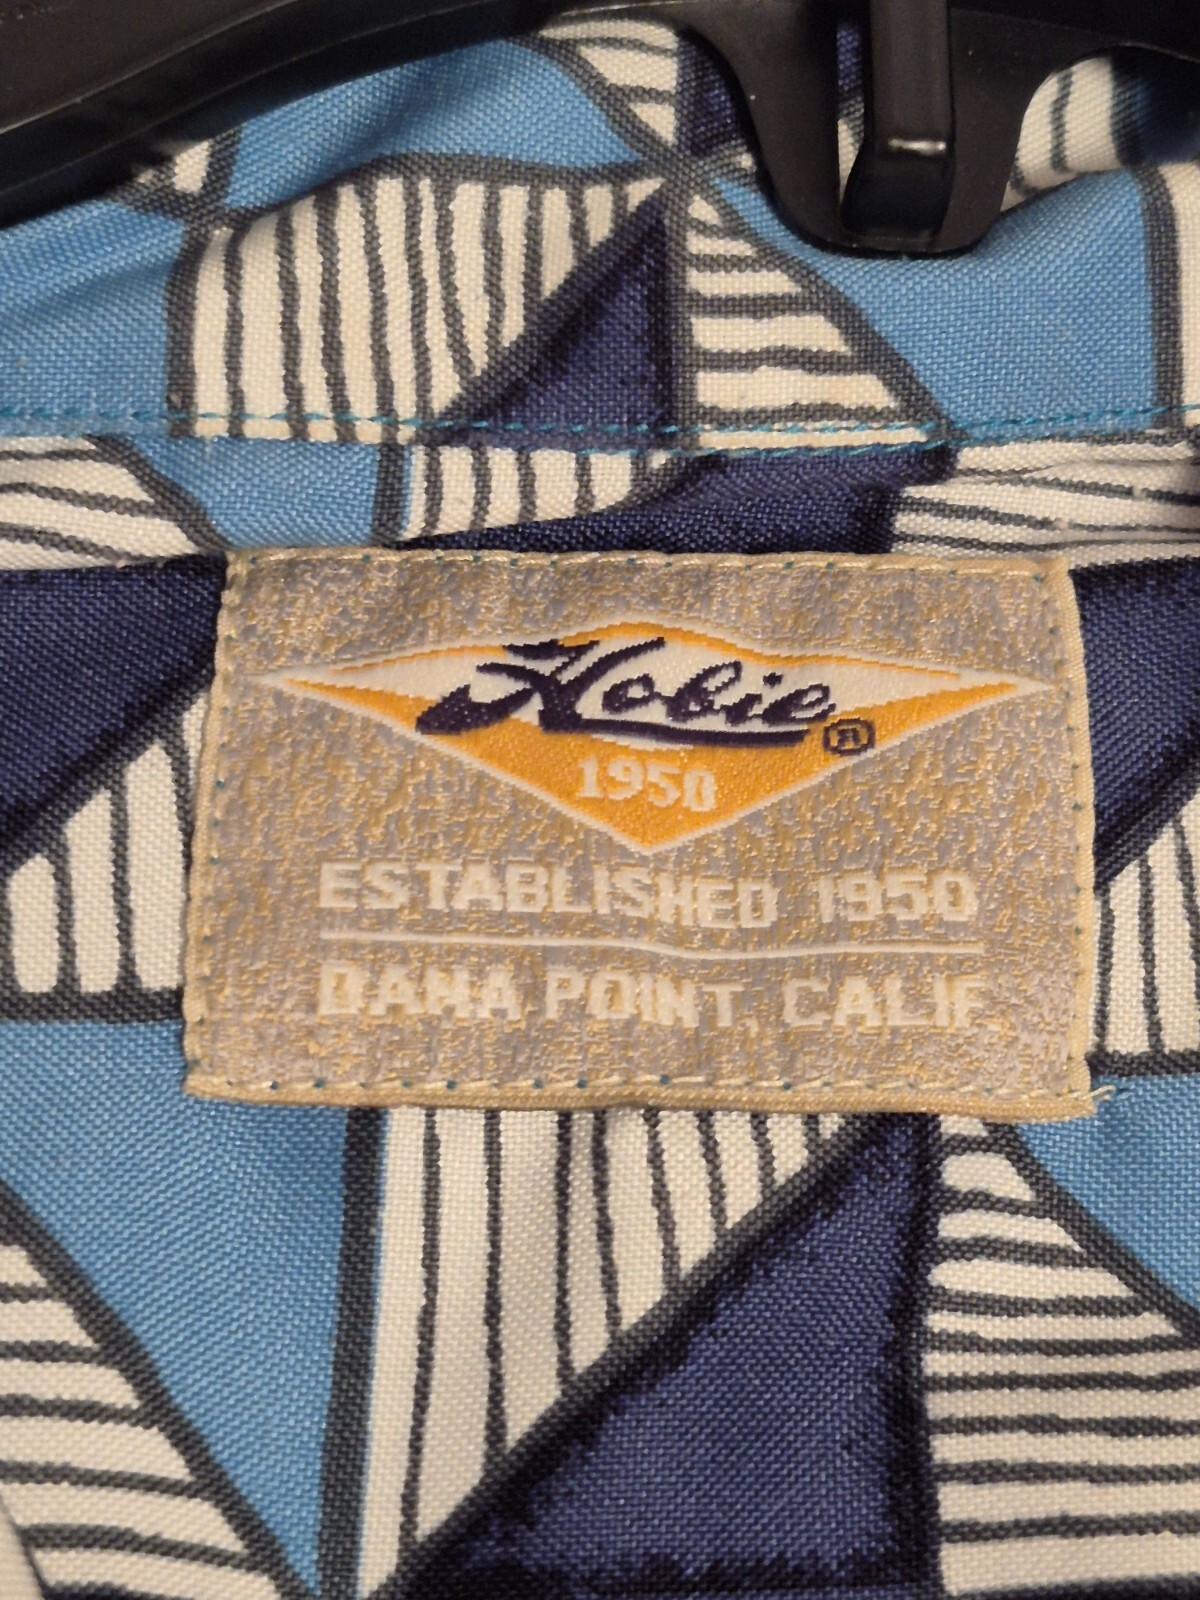 Hobie®
1950
ESTABLISHED 1950
DANA POINT, CALIF.